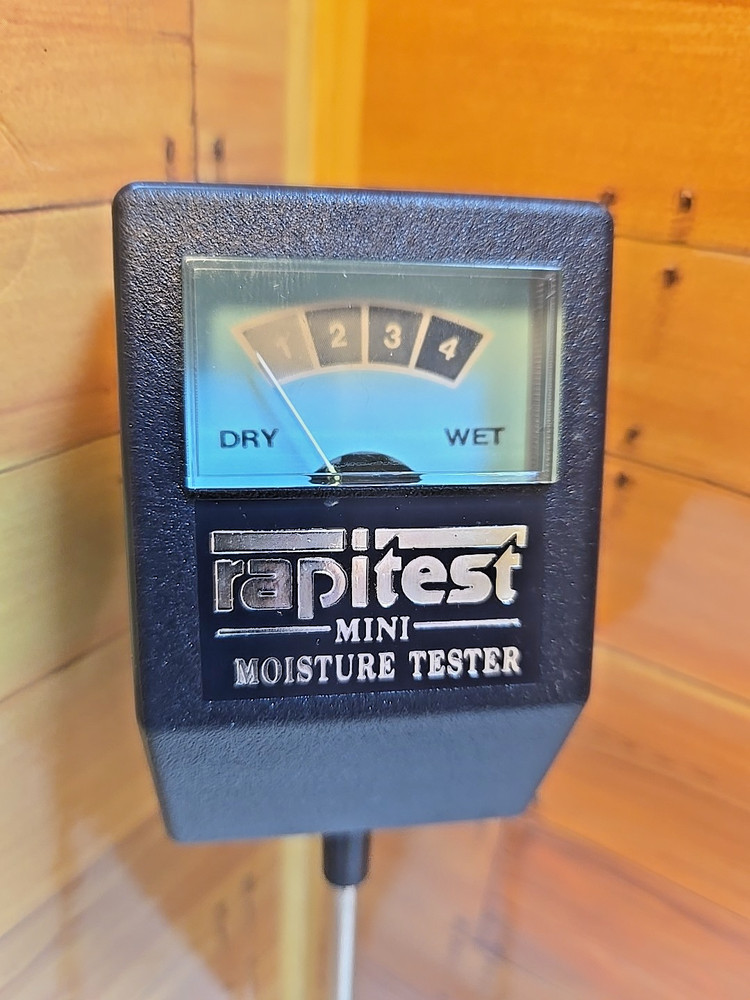 1 2 3 4
DRY WET
rapitest
MINI
MOISTURE TESTER